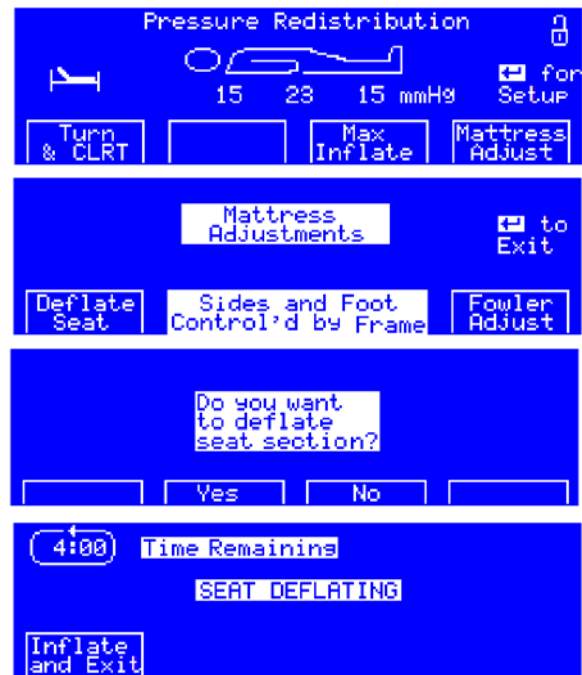 Pressure Redistribution
for
15 23 15 mmHg Setup
Turn Max Mattress
& CLRT Inflate Adjust
Mattress
Adjustments
to
Exit
Deflate Sides and Foot Fowler
Seat Control'd by Frame Adjust
Do you want
to deflate
seat section?
Yes No
4:00 Time Remaining
SEAT DEFLATING
Inflate
and Exit